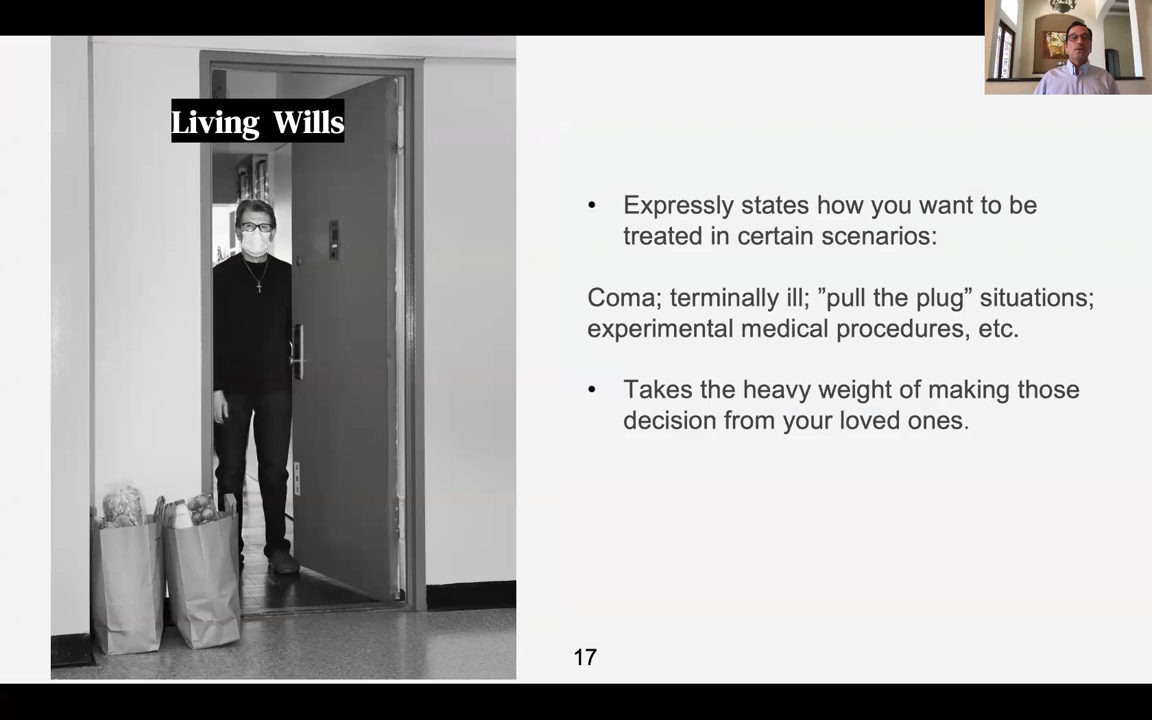 Living Wills
• Expressly states how you want to be
treated in certain scenarios:
Coma; terminally ill; ”pull the plug” situations;
experimental medical procedures, etc.
• Takes the heavy weight of making those
decision from your loved ones.
17